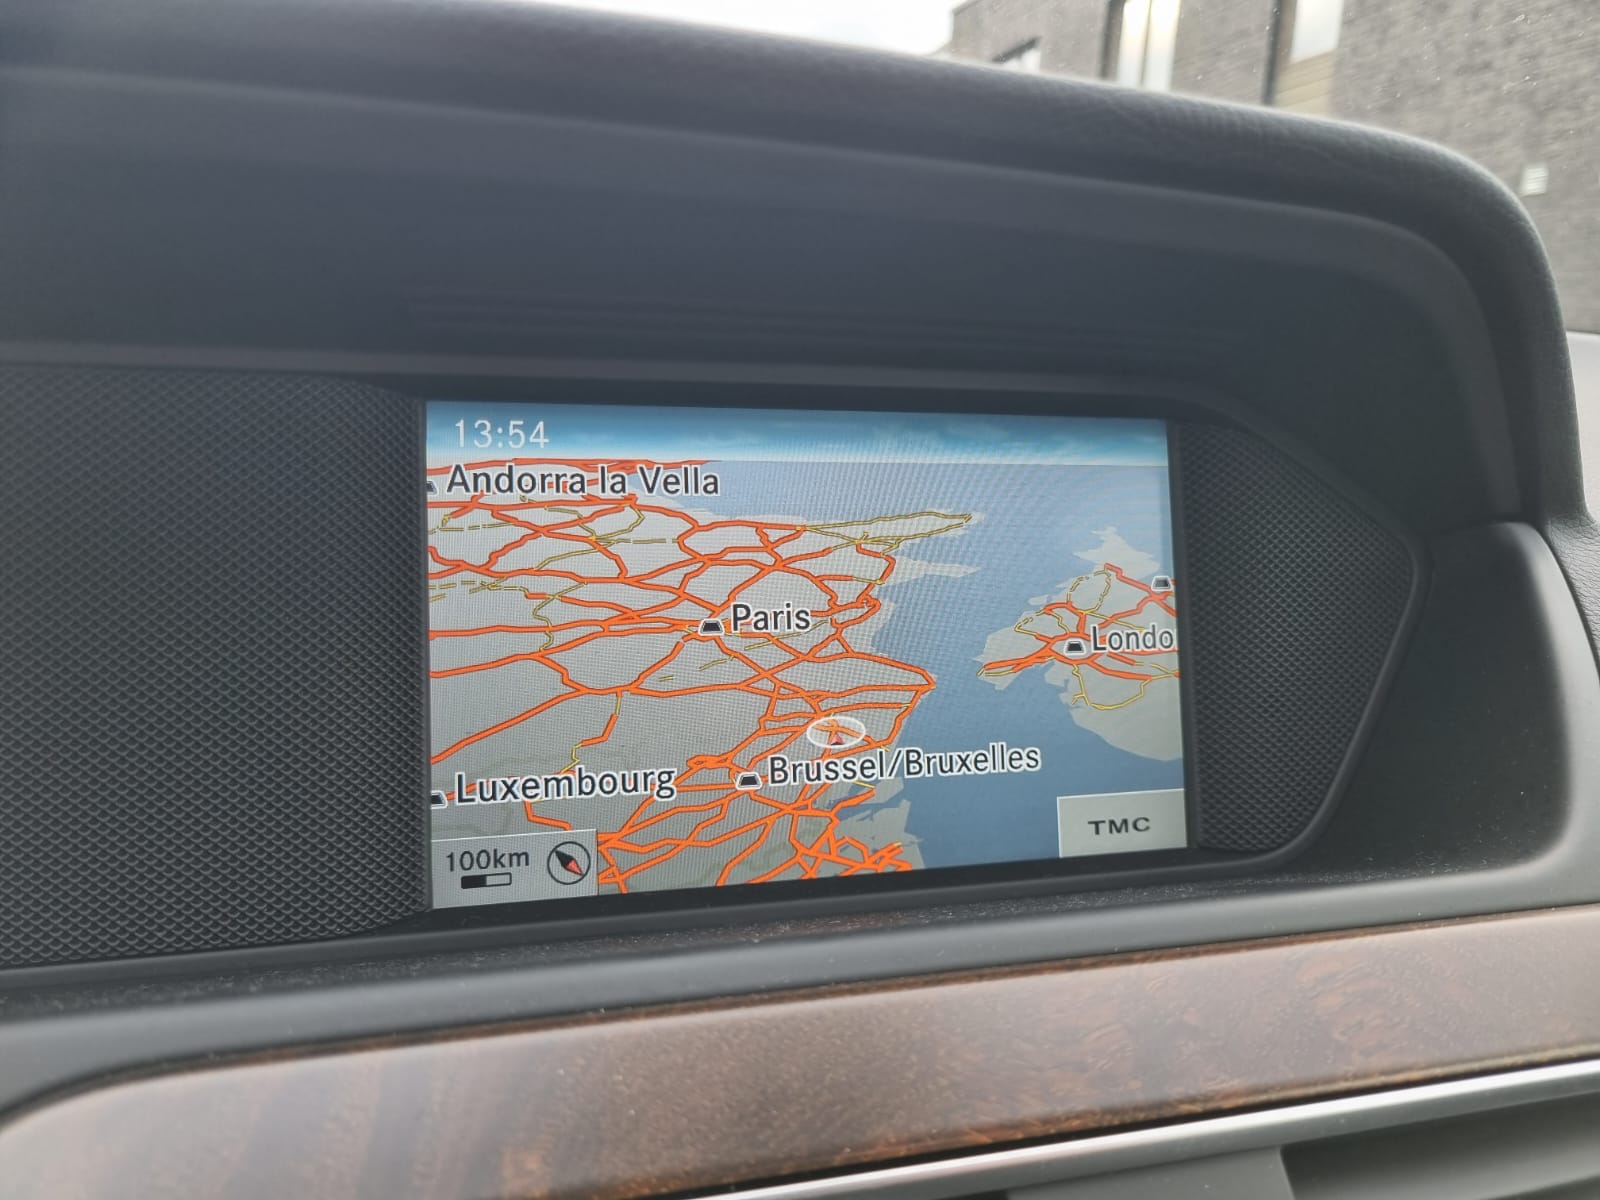 13:54
Andorra la Vella
Paris
Londo
Brussel/Bruxelles
Luxembourg
TMC
100km